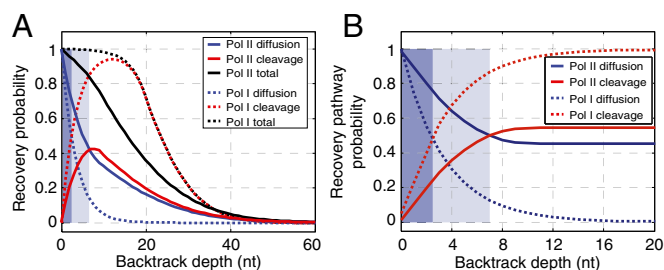 A
Recovery probability
1
0.8
0.6
0.4
0.2
0
Pol II diffusion
Pol II cleavage
Pol II total
Pol I diffusion
Pol I cleavage
Pol I total
0 20 40 60
Backtrack depth (nt)
B
Recovery pathway
probability
1
0.8
0.6
0.4
0.2
0
Pol II diffusion
Pol II cleavage
Pol I diffusion
Pol I cleavage
0 4 8 12 16 20
Backtrack depth (nt)